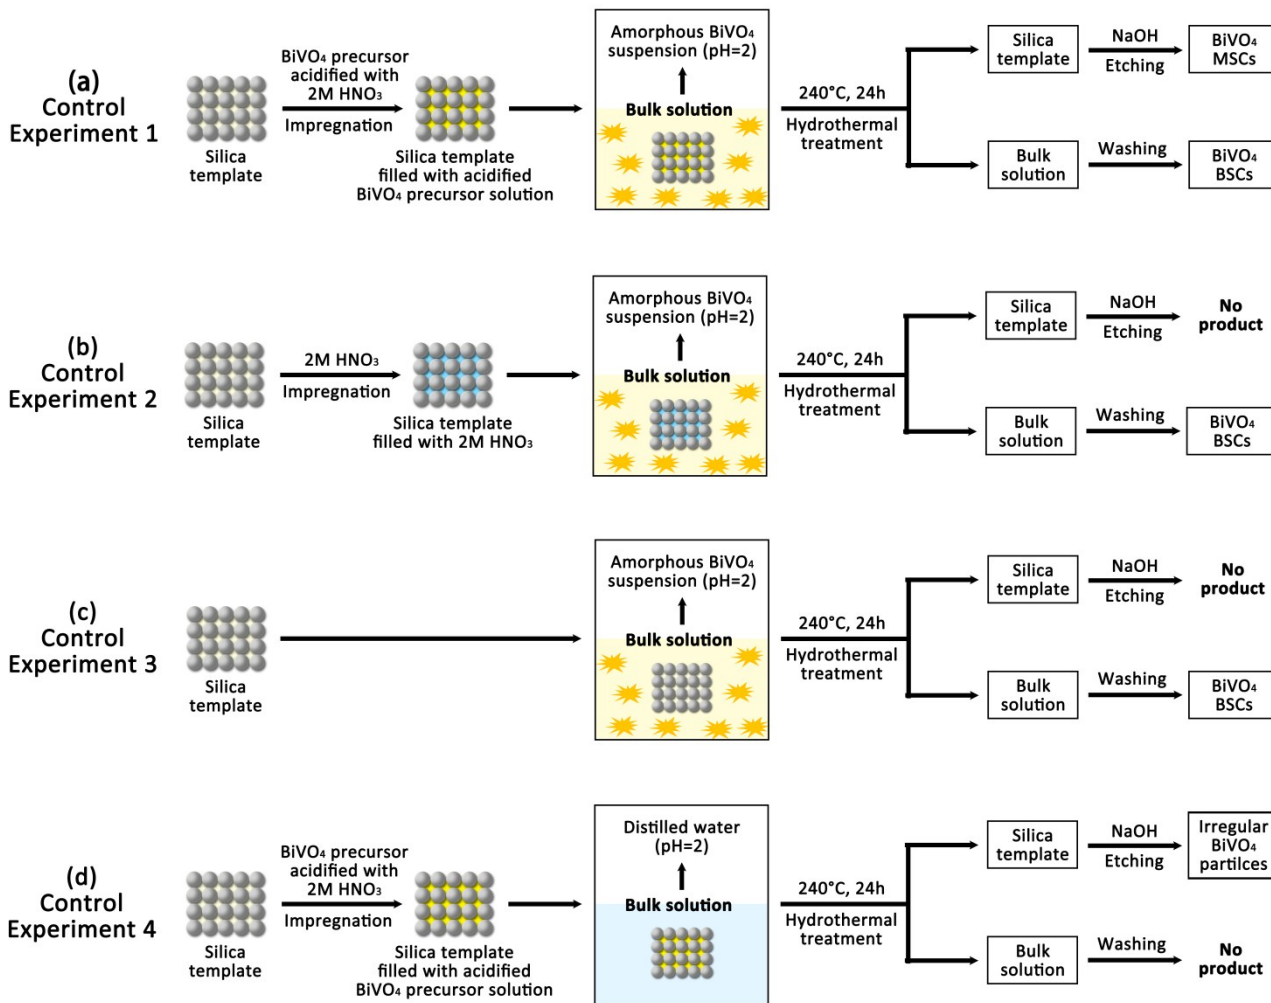 (a)
Control
Experiment 1
Silica
template
BiVO₄ precursor
acidified with
2M HNO₃
Impregnation
Silica template
filled with acidified
BiVO₄ precursor solution
Amorphous BiVO₄
suspension (pH=2)
Bulk solution
240°C, 24h
Hydrothermal
treatment
Silica
template
NaOH
Etching
BiVO₄
MSCs
Bulk
solution
Washing
BiVO₄
BSCs
(b)
Control
Experiment 2
Silica
template
2M HNO₃
Impregnation
Silica template
filled with 2M HNO₃
Amorphous BiVO₄
suspension (pH=2)
Bulk solution
240°C, 24h
Hydrothermal
treatment
Silica
template
NaOH
Etching
No
product
Bulk
solution
Washing
BiVO₄
BSCs
(c)
Control
Experiment 3
Silica
template
Amorphous BiVO₄
suspension (pH=2)
Bulk solution
240°C, 24h
Hydrothermal
treatment
Silica
template
NaOH
Etching
No
product
Bulk
solution
Washing
BiVO₄
BSCs
(d)
Control
Experiment 4
Silica
template
BiVO₄ precursor
acidified with
2M HNO₃
Impregnation
Silica template
filled with acidified
BiVO₄ precursor solution
Distilled water
(pH=2)
Bulk solution
240°C, 24h
Hydrothermal
treatment
Silica
template
NaOH
Etching
Irregular
BiVO₄
partilces
Bulk
solution
Washing
No
product